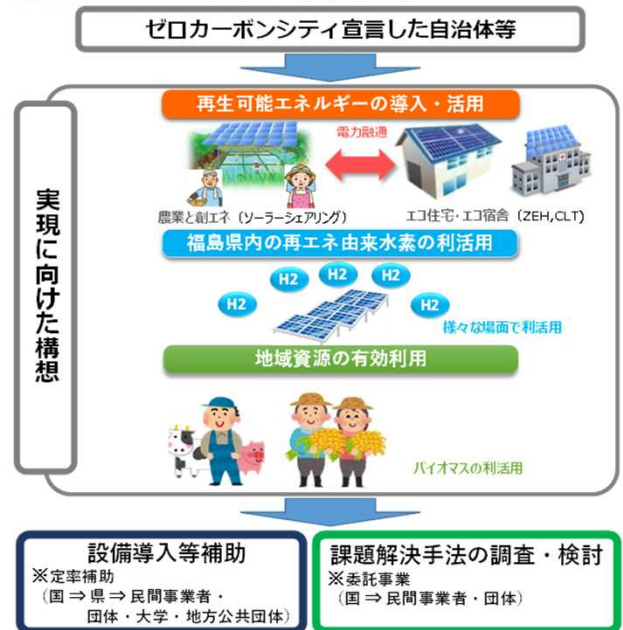 ゼロカーボンシティ宣言した自治体等
実現に向けた構想
再生可能エネルギーの導入・活用
電力融通
農業と創エネ（ソーラーシェアリング）
エコ住宅・エコ宿舎（ZEH,CLT）
福島県内の再エネ由来水素の利活用
H2
H2
H2
H2
H2
様々な場面で利活用
地域資源の有効利用
バイオマスの利活用
設備導入等補助
※定率補助
（国⇒県⇒民間事業者・
団体・大学・地方公共団体）
課題解決手法の調査・検討
※委託事業
（国⇒民間事業者・団体）